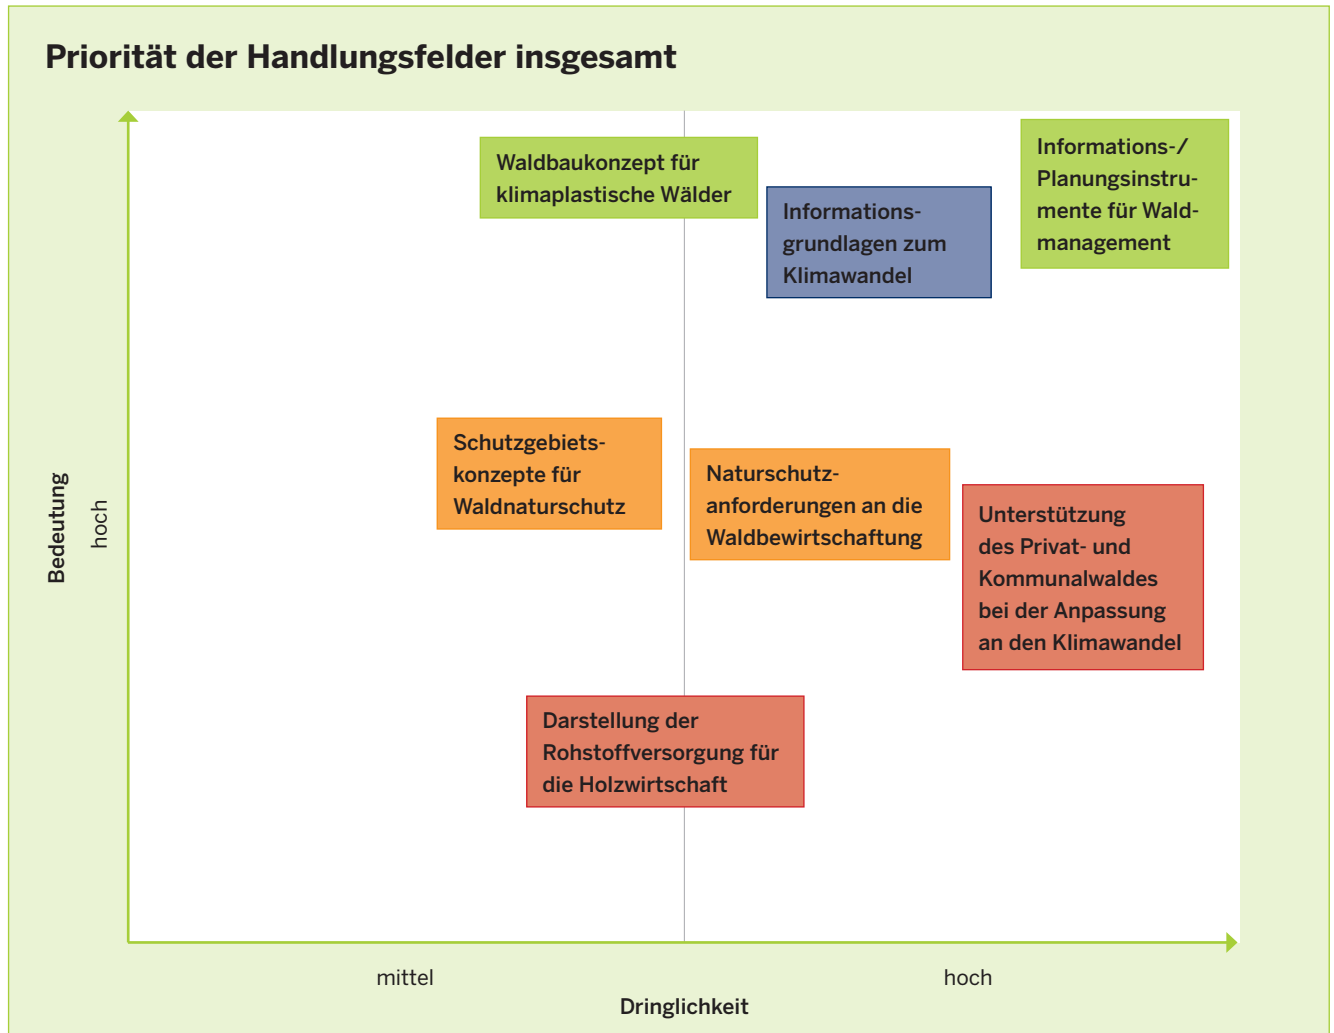 Priorität der Handlungsfelder insgesamt
Waldbaukonzept für
klimaplastische Wälder
Informations-
grundlagen zum
Klimawandel
Informations-/
Planungsinstru-
mente für Wald-
management
Schutzgebiets-
konzepte für
Waldnaturschutz
Naturschutz-
anforderungen an die
Waldbewirtschaftung
Unterstützung
des Privat- und
Kommunalwaldes
bei der Anpassung
an den Klimawandel
Darstellung der
Rohstoffversorgung für
die Holzwirtschaft
Bedeutung
hoch
mittel
hoch
Dringlichkeit